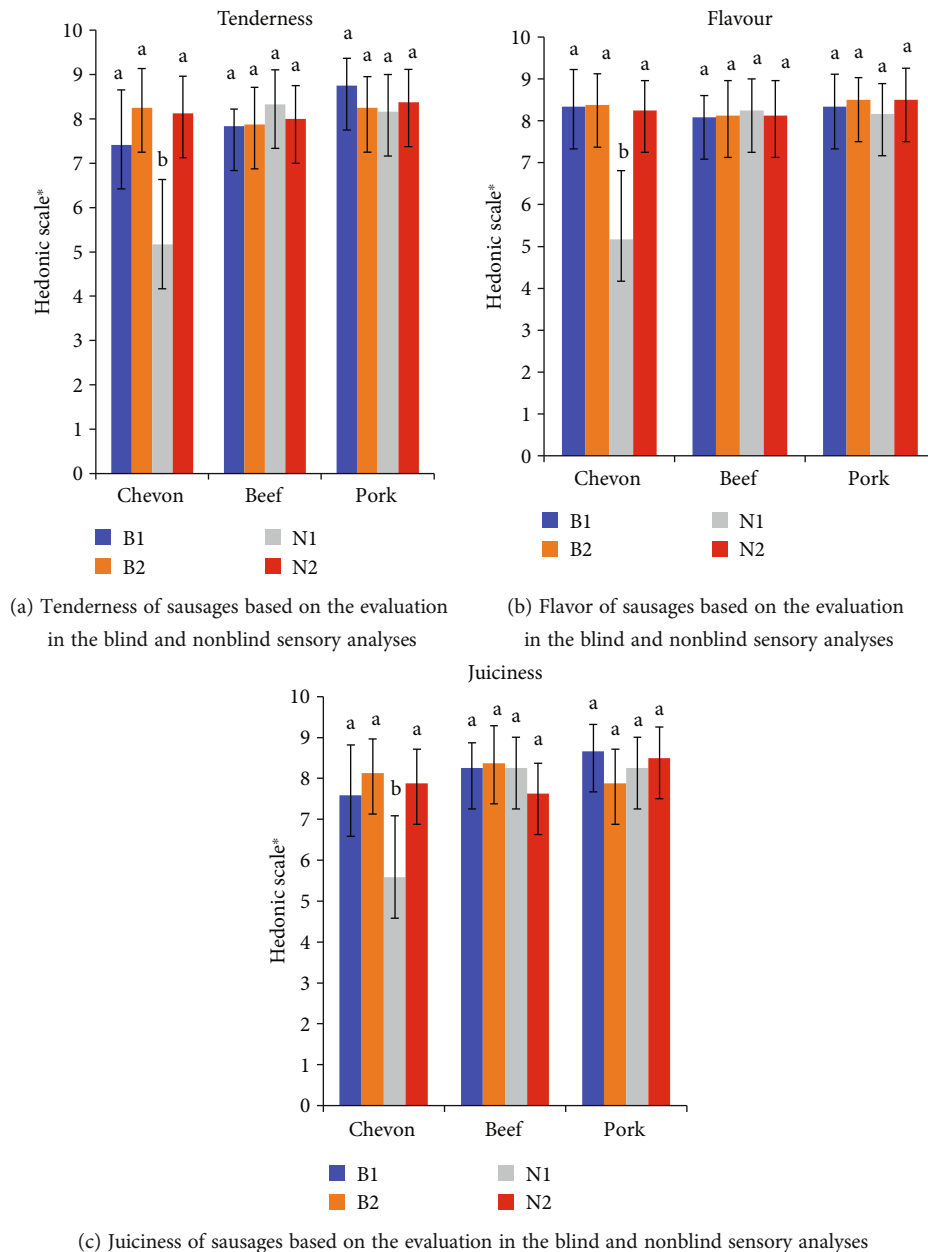 Tenderness
10
9
8
7
6
5
4
3
2
1
0
Hedonic scale*
a a b a
a a a a
a a a a
Chevon Beef Pork
B1 N1
B2 N2
(a) Tenderness of sausages based on the evaluation
in the blind and nonblind sensory analyses
Flavour
10
9
8
7
6
5
4
3
2
1
0
Hedonic scale*
a a b a
a a a a
a a a a
Chevon Beef Pork
B1 N1
B2 N2
(b) Flavor of sausages based on the evaluation
in the blind and nonblind sensory analyses
Juiciness
10
9
8
7
6
5
4
3
2
1
0
Hedonic scale*
a a b a
a a a a
a a a a
Chevon Beef Pork
B1 N1
B2 N2
(c) Juiciness of sausages based on the evaluation in the blind and nonblind sensory analyses